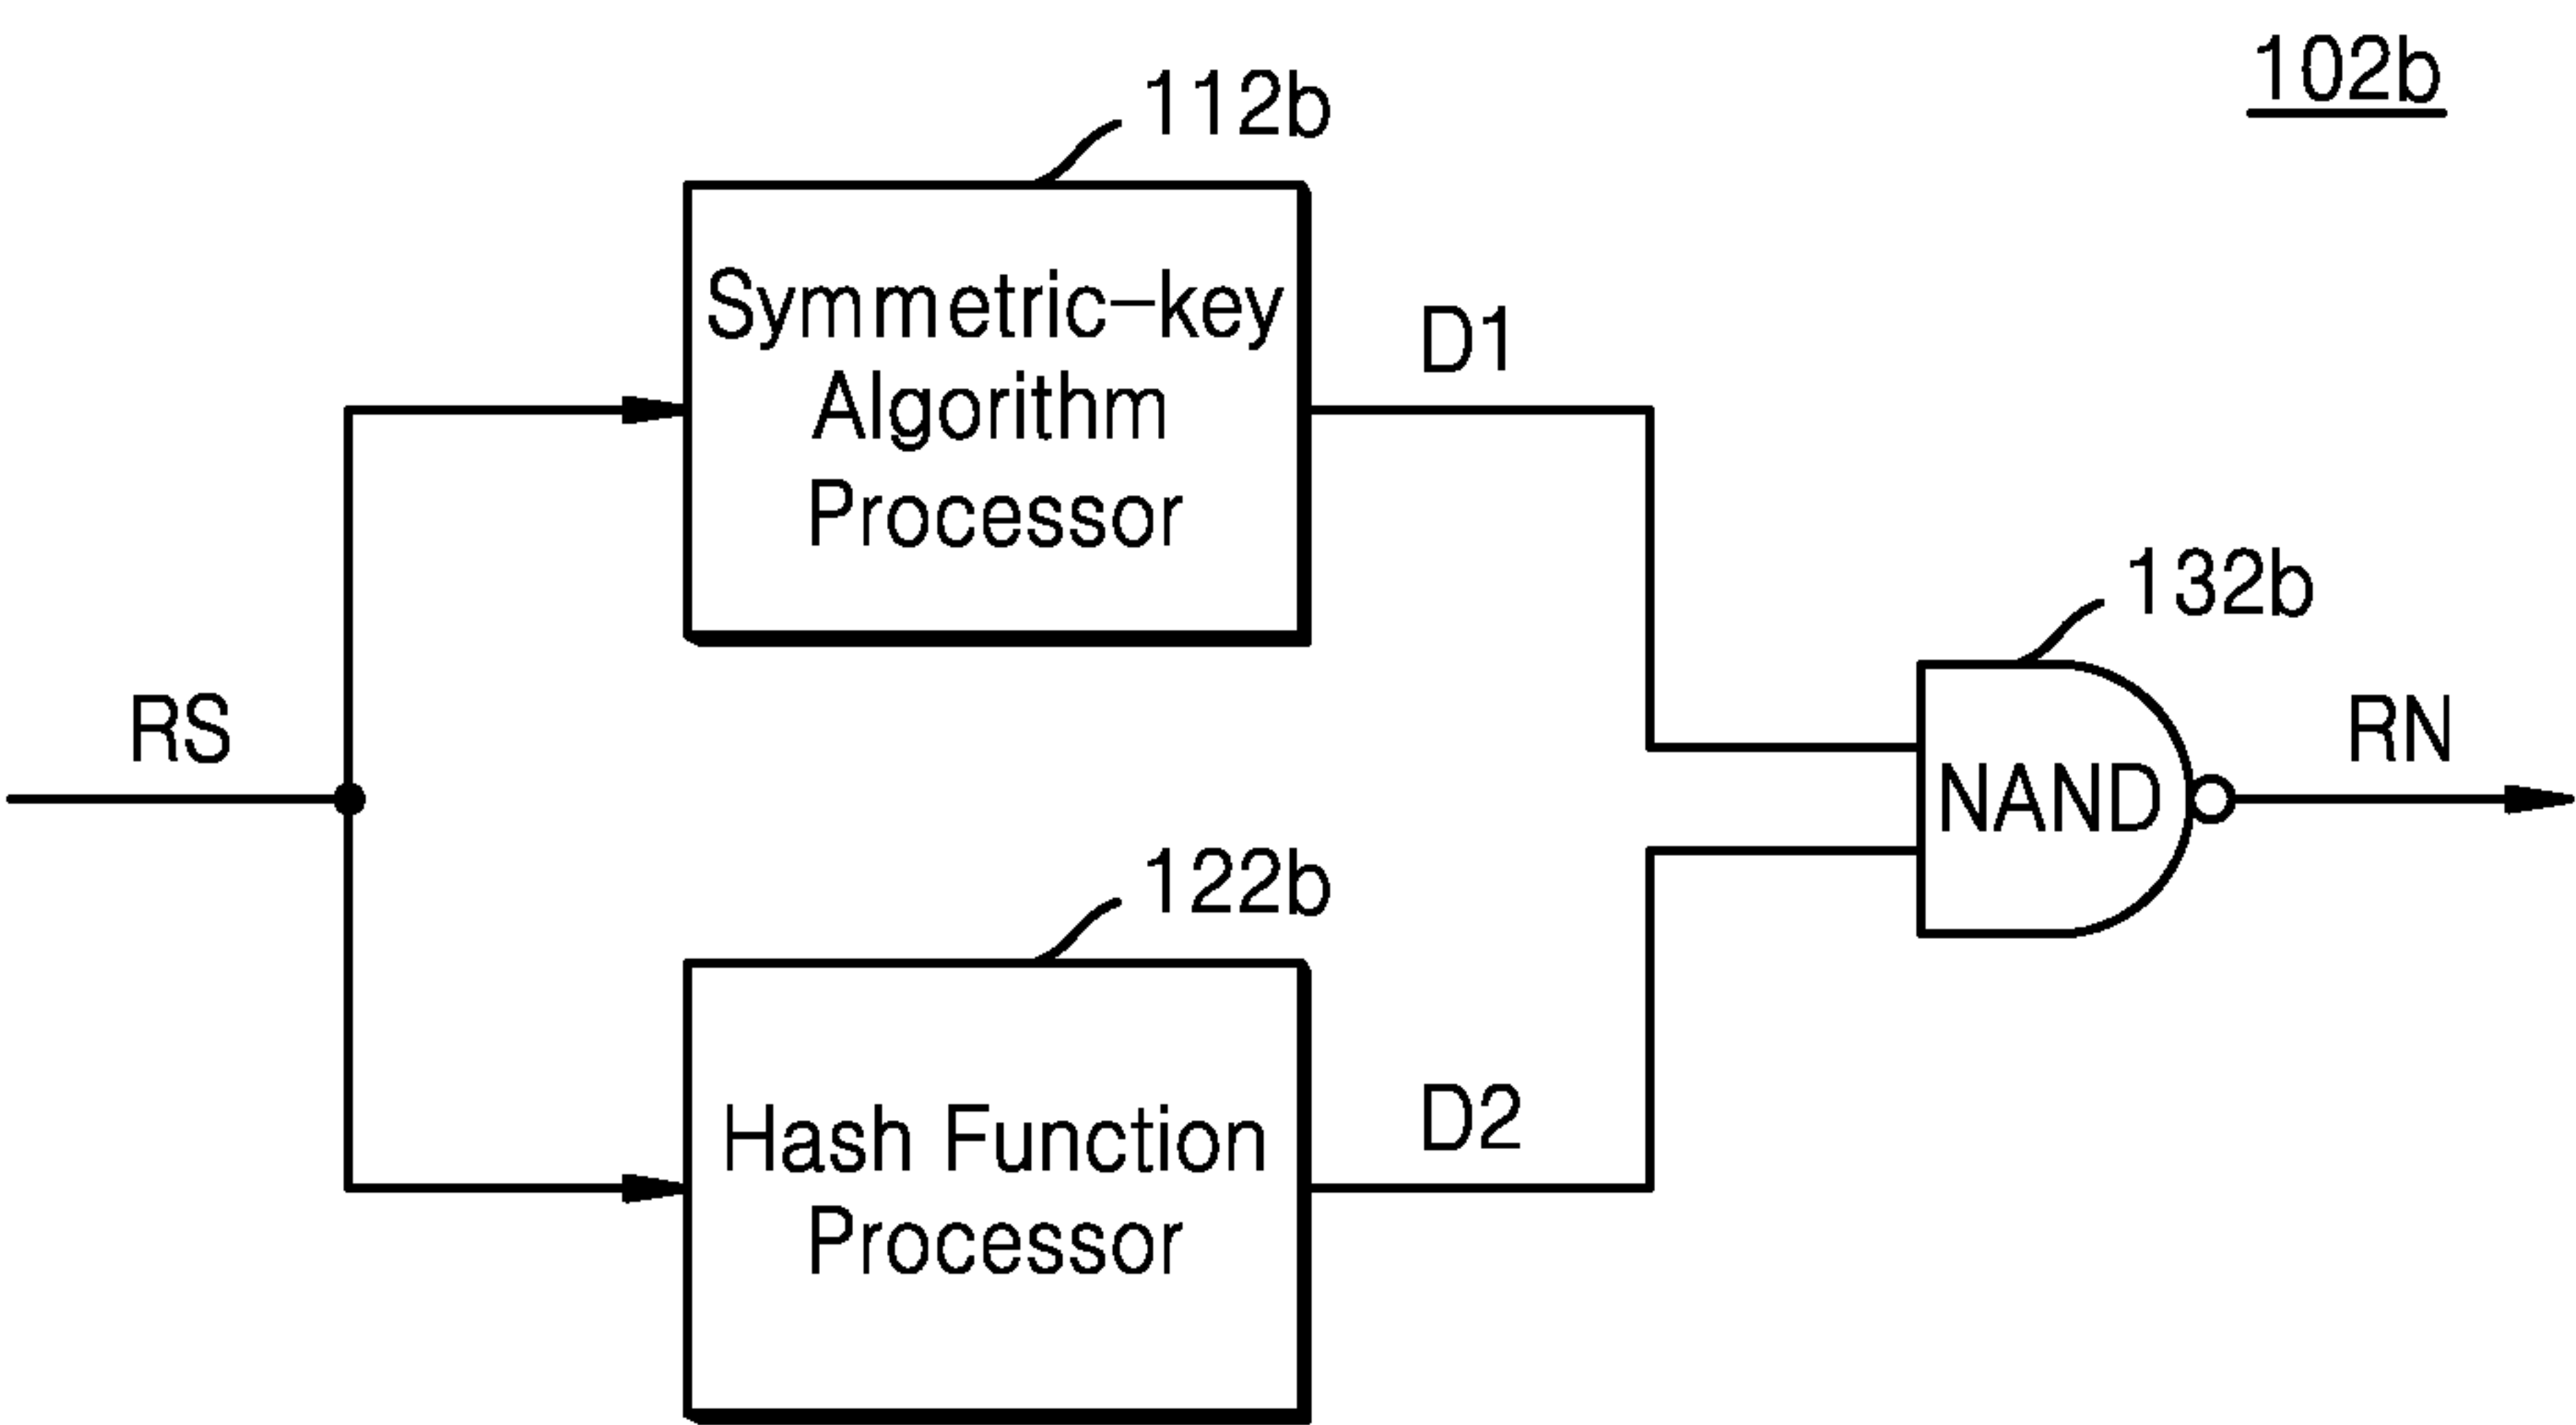 102b
112b
Symmetric-key
Algorithm
Processor
D1
132b
RS
NAND
RN
122b
Hash Function
Processor
D2